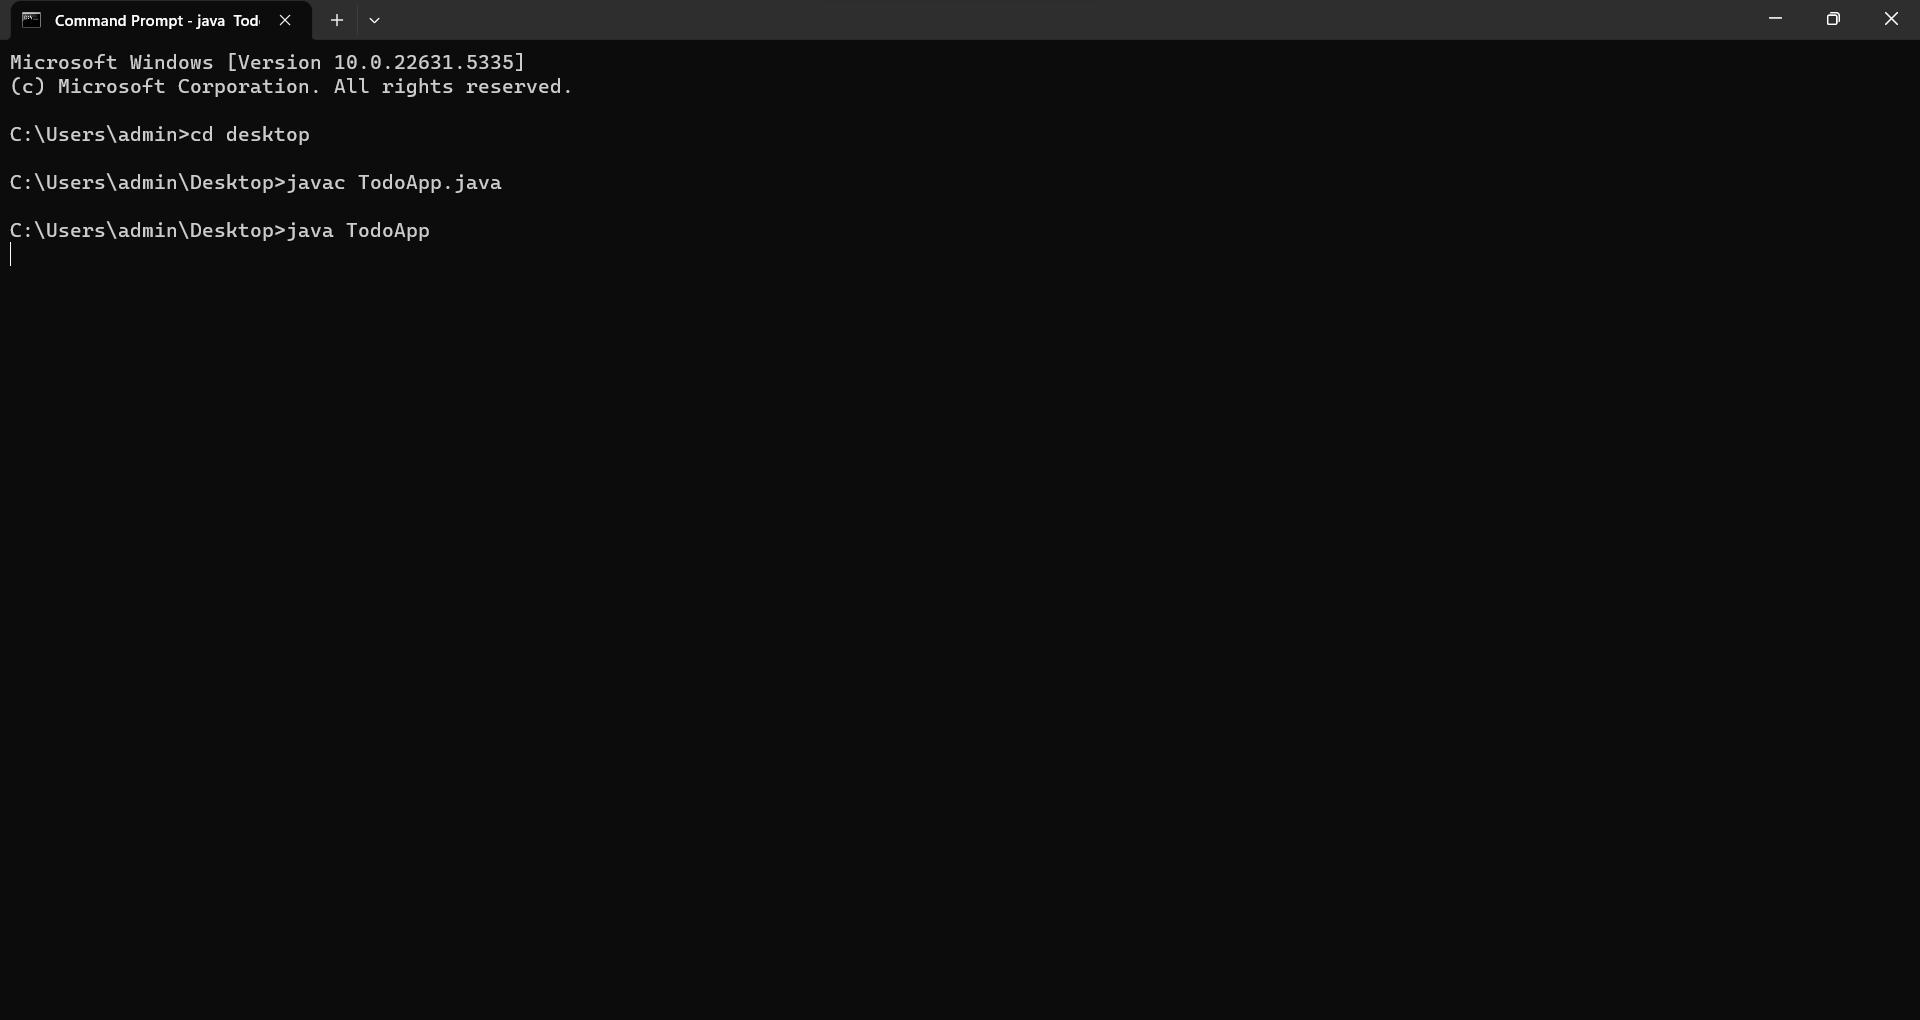 Command Prompt - java Tod
Microsoft Windows [Version 10.0.22631.5335]
(c) Microsoft Corporation. All rights reserved.
C:\Users\admin>cd desktop
C:\Users\admin\Desktop>javac TodoApp.java
C:\Users\admin\Desktop>java TodoApp